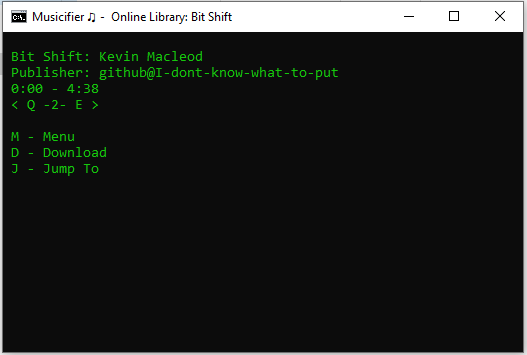 Musicifier ♫ - Online Library: Bit Shift
Bit Shift: Kevin Macleod
Publisher: github@I-dont-know-what-to-put
0:00 - 4:38
< Q -2- E >
M - Menu
D - Download
J - Jump To